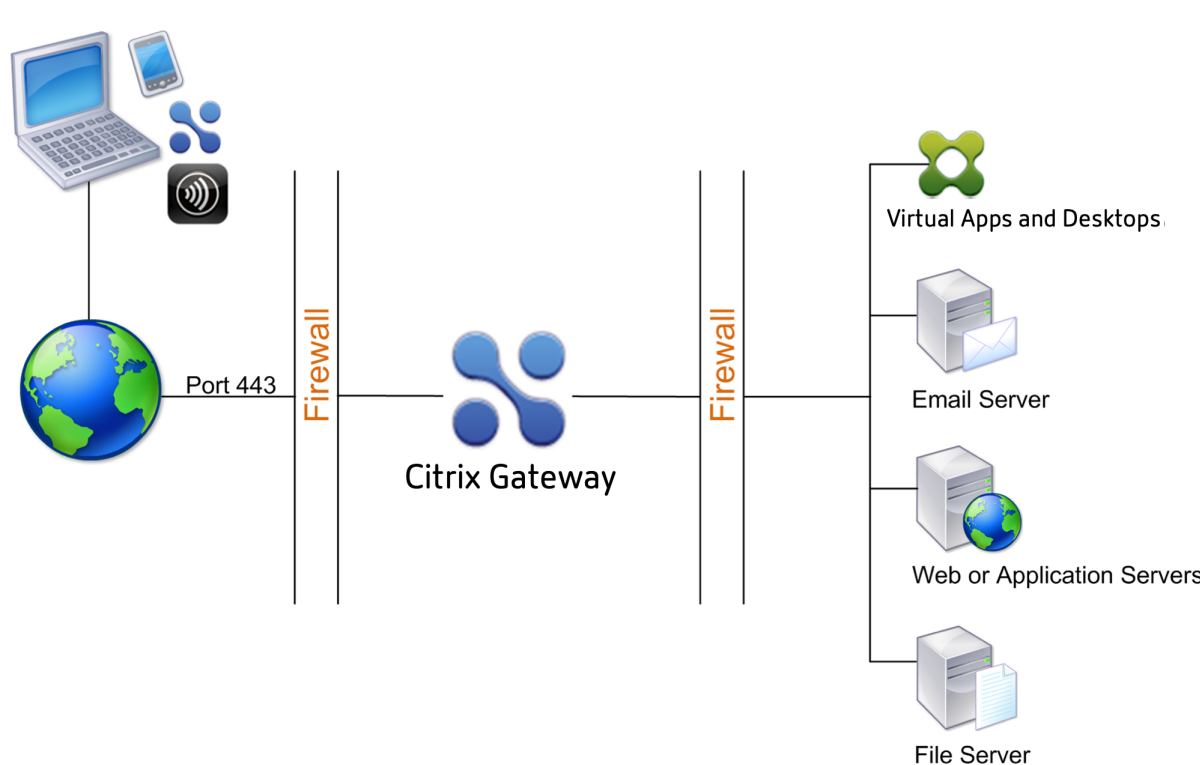 Port 443
Firewall
Citrix Gateway
Firewall
Virtual Apps and Desktops
Email Server
Web or Application Servers
File Server